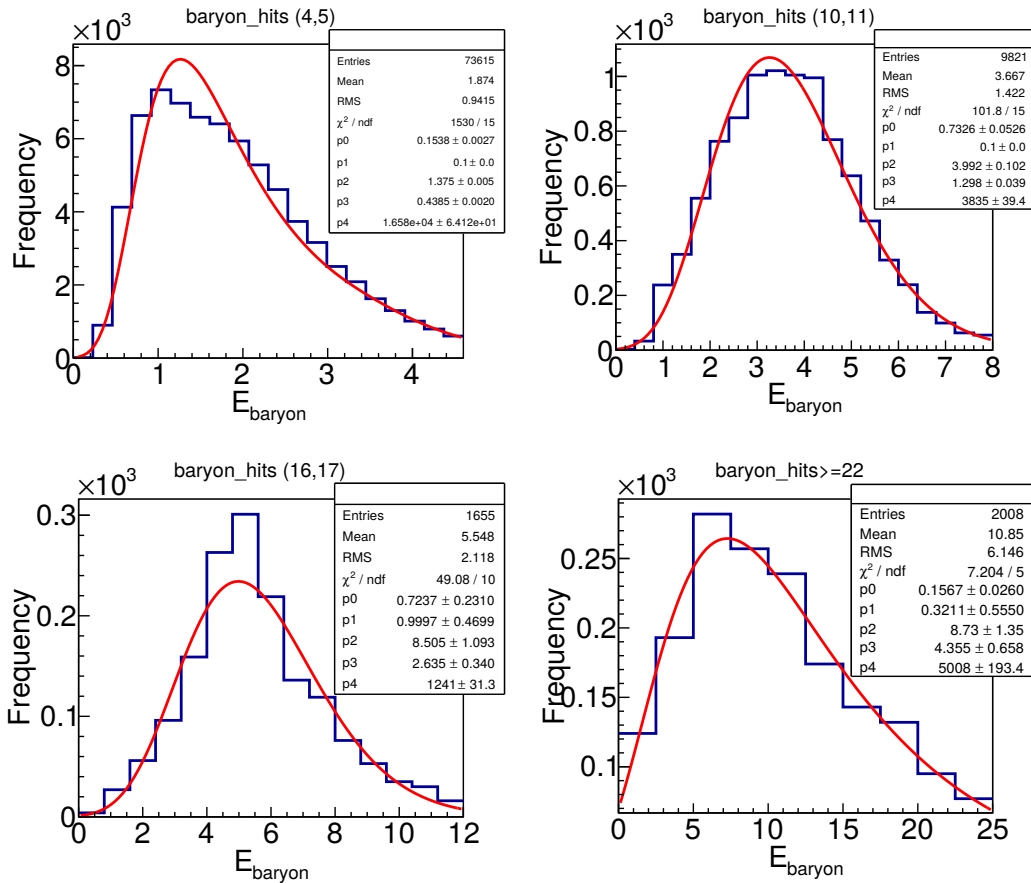 baryon_hits (4,5)
×10³
Frequency
8
6
4
2
0
0 1 2 3 4
E_baryon
Entries 73615
Mean 1.874
RMS 0.9415
χ² / ndf 1530 / 15
p0 0.1538 ± 0.0027
p1 0.1 ± 0.0
p2 1.375 ± 0.005
p3 0.4385 ± 0.0020
p4 1.658e+04 ± 6.412e+01
baryon_hits (10,11)
×10³
Frequency
1
0.8
0.6
0.4
0.2
0
0 1 2 3 4 5 6 7 8
E_baryon
Entries 9821
Mean 3.667
RMS 1.422
χ² / ndf 101.8 / 15
p0 0.7326 ± 0.0526
p1 0.1 ± 0.0
p2 3.992 ± 0.102
p3 1.298 ± 0.039
p4 3835 ± 39.4
baryon_hits (16,17)
×10³
Frequency
0.3
0.2
0.1
0
0 2 4 6 8 10 12
E_baryon
Entries 1655
Mean 5.548
RMS 2.118
χ² / ndf 49.08 / 10
p0 0.7237 ± 0.2310
p1 0.9997 ± 0.4699
p2 8.505 ± 1.093
p3 2.635 ± 0.340
p4 1241 ± 31.3
baryon_hits>=22
×10³
Frequency
0.25
0.2
0.15
0.1
0 5 10 15 20 25
E_baryon
Entries 2008
Mean 10.85
RMS 6.146
χ² / ndf 7.204 / 5
p0 0.1567 ± 0.0260
p1 0.3211 ± 0.5550
p2 8.73 ± 1.35
p3 4.355 ± 0.658
p4 5008 ± 193.4